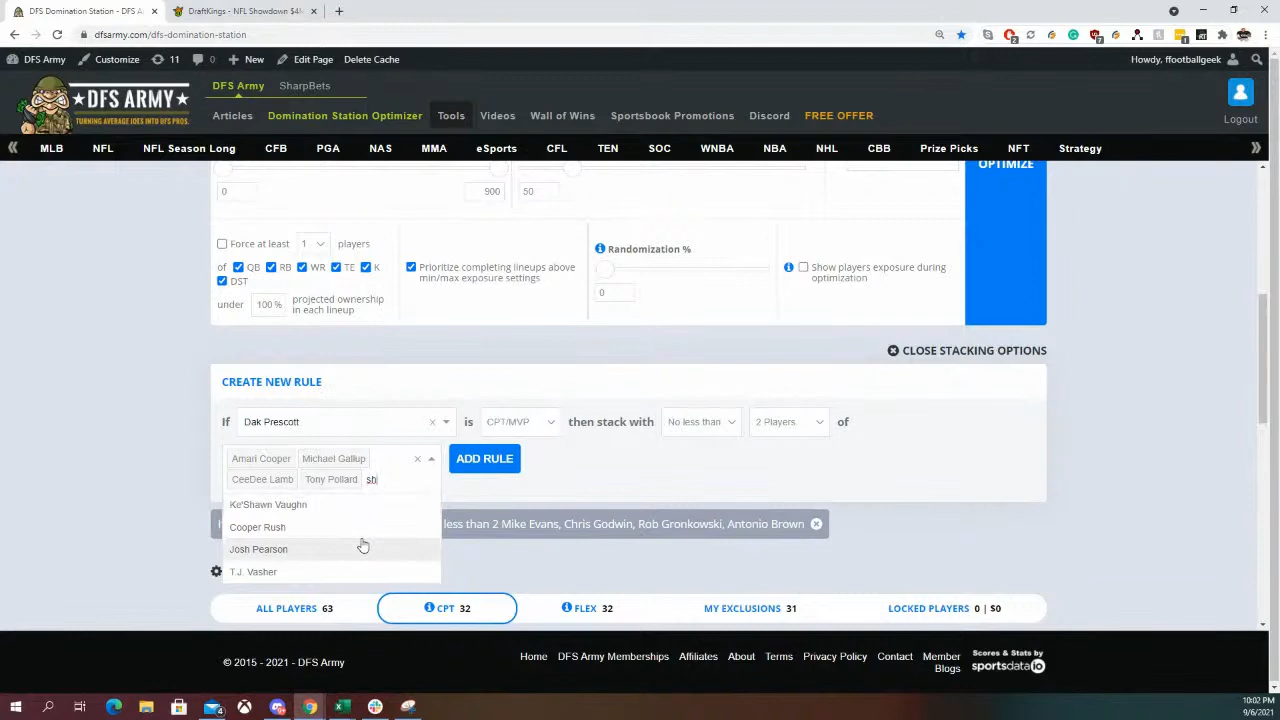 DFS Domination Station - DFS A
DraftKings - NFL Showdown $4
dfsarmy.com/dfs-domination-station
DFS Army
Customize
11
0
New
Edit Page
Delete Cache
Howdy, ffootballgeek
DFS ARMY
TURNING AVERAGE JOES INTO DFS PROS.
DFS Army
SharpBets
Articles
Domination Station Optimizer
Tools
Videos
Wall of Wins
Sportsbook Promotions
Discord
FREE OFFER
Logout
MLB NFL NFL Season Long CFB PGA NAS MMA eSports CFL TEN SOC WNBA NBA NHL CBB Prize Picks NFT Strategy
OPTIMIZE
0 900 50
Force at least 1 players
of QB RB WR TE K
DST
under 100 % projected ownership in each lineup
Prioritize completing lineups above
min/max exposure settings
Randomization %
0
Show players exposure during
optimization
CLOSE STACKING OPTIONS
CREATE NEW RULE
If Dak Prescott is CPT/MVP then stack with No less than 2 Players of
Amari Cooper Michael Gallup
CeeDee Lamb Tony Pollard sh
ADD RULE
Ke'Shawn Vaughn
Cooper Rush
Josh Pearson
T.J. Vasher
less than 2 Mike Evans, Chris Godwin, Rob Gronkowski, Antonio Brown
ALL PLAYERS 63
CPT 32
FLEX 32
MY EXCLUSIONS 31
LOCKED PLAYERS 0 | $0
© 2015 - 2021 - DFS Army
Home DFS Army Memberships Affiliates About Terms Privacy Policy Contact Member
Blogs
Scores & Stats by
sportsdataio
10:02 PM
9/6/2021